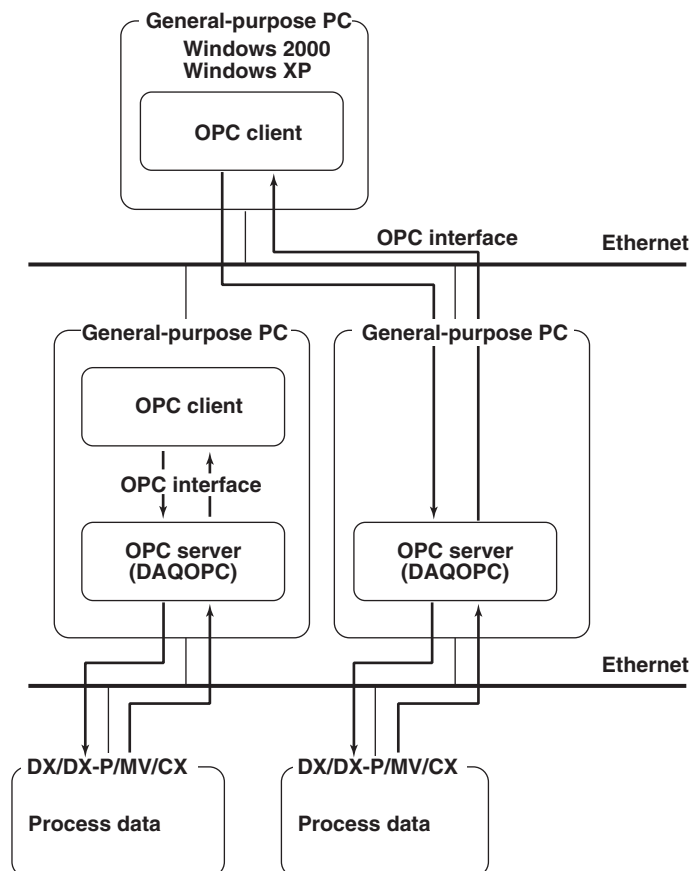 General-purpose PC
Windows 2000
Windows XP
OPC client
OPC interface
Ethernet
General-purpose PC
General-purpose PC
OPC client
OPC interface
OPC server
(DAQOPC)
OPC server
(DAQOPC)
Ethernet
DX/DX-P/MV/CX
DX/DX-P/MV/CX
Process data
Process data